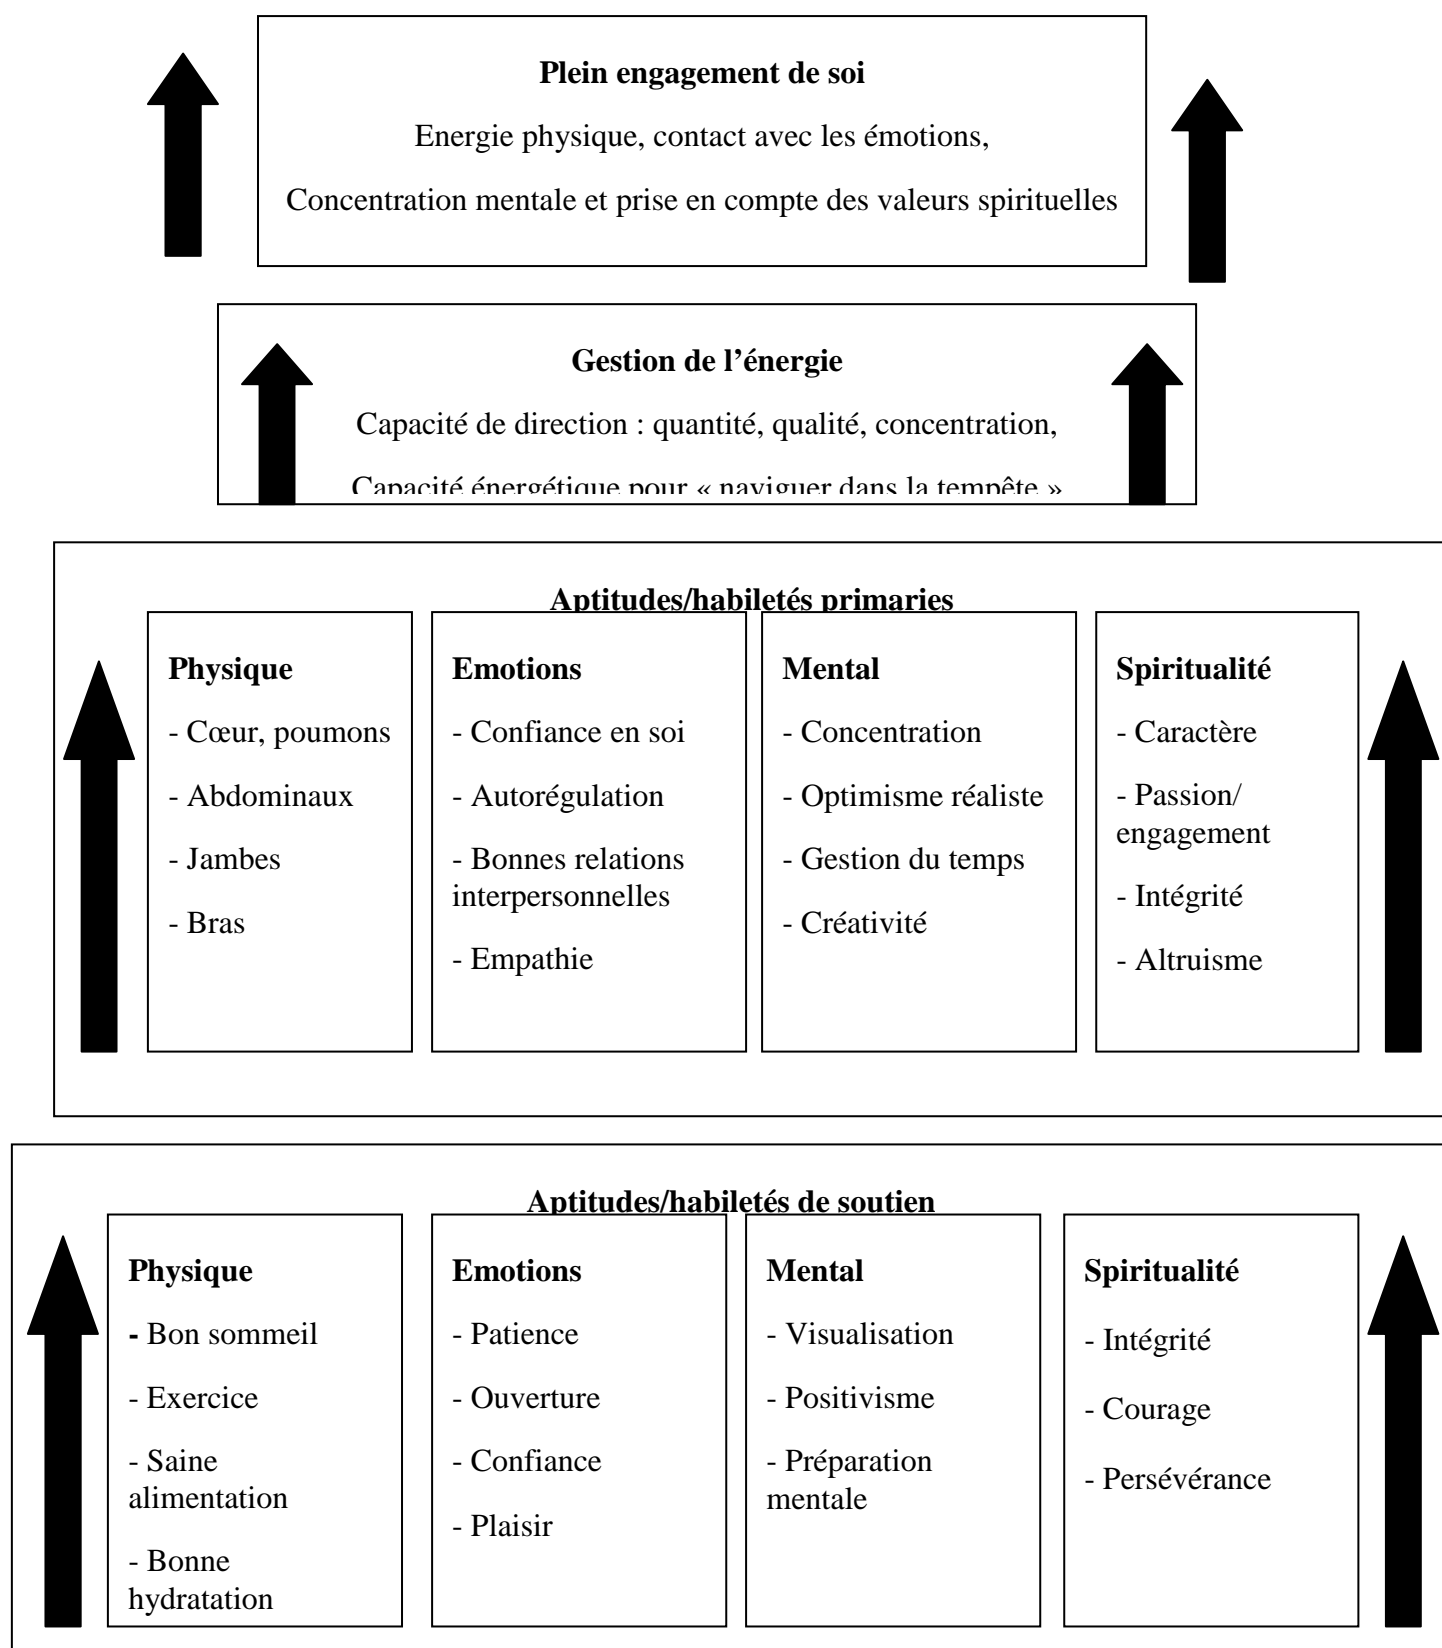 Plein engagement de soi
Energie physique, contact avec les émotions,
Concentration mentale et prise en compte des valeurs spirituelles
Gestion de l’énergie
Capacité de direction : quantité, qualité, concentration,
Capacité énergétique pour « naviguer dans la tempête »
Aptitudes/habiletés primaries
Physique
- Cœur, poumons
- Abdominaux
- Jambes
- Bras
Emotions
- Confiance en soi
- Autorégulation
- Bonnes relations
interpersonnelles
- Empathie
Mental
- Concentration
- Optimisme réaliste
- Gestion du temps
- Créativité
Spiritualité
- Caractère
- Passion/
engagement
- Intégrité
- Altruisme
Aptitudes/habiletés de soutien
Physique
- Bon sommeil
- Exercice
- Saine
alimentation
- Bonne
hydratation
Emotions
- Patience
- Ouverture
- Confiance
- Plaisir
Mental
- Visualisation
- Positivisme
- Préparation
mentale
Spiritualité
- Intégrité
- Courage
- Persévérance